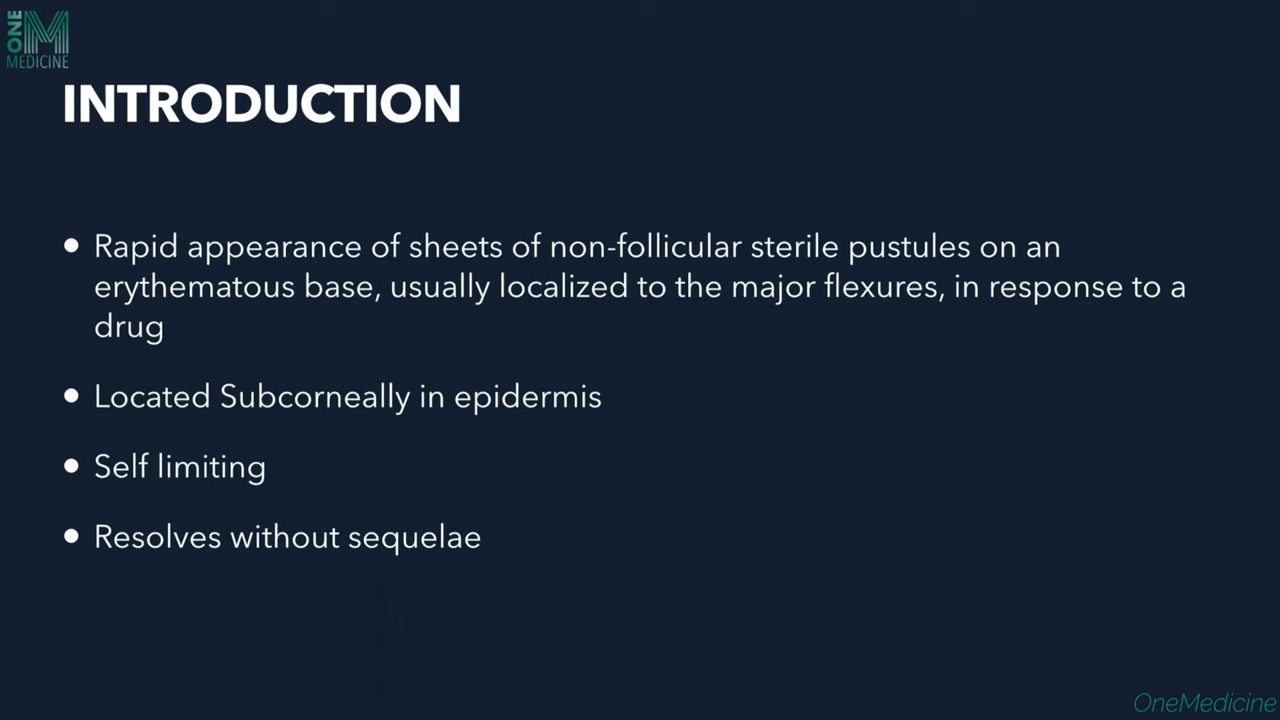 ONE
M
MEDICINE
INTRODUCTION
• Rapid appearance of sheets of non-follicular sterile pustules on an
erythematous base, usually localized to the major flexures, in response to a
drug
• Located Subcorneally in epidermis
• Self limiting
• Resolves without sequelae
OneMedicine